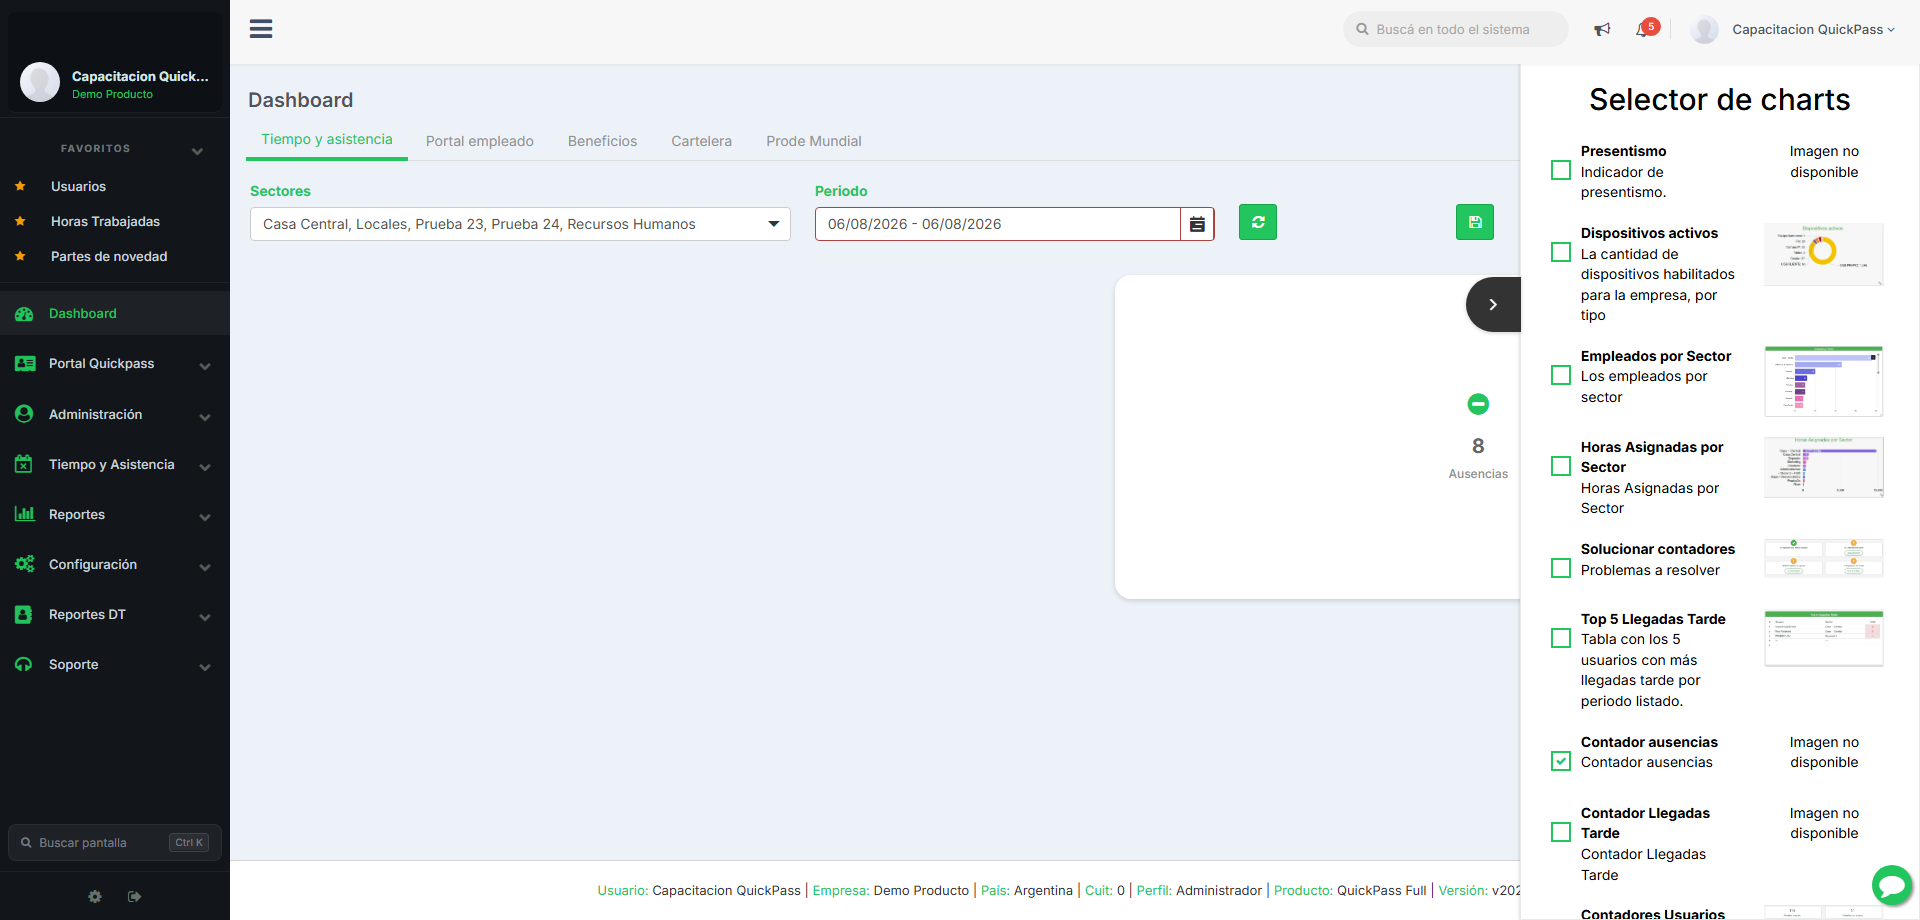 Capacitacion Quick...
Demo Producto
FAVORITOS
Usuarios
Horas Trabajadas
Partes de novedad
Dashboard
Portal Quickpass
Administración
Tiempo y Asistencia
Reportes
Configuración
Reportes DT
Soporte
Buscar pantalla
Ctrl K
Buscá en todo el sistema
5
Capacitacion QuickPass
Dashboard
Tiempo y asistencia
Portal empleado
Beneficios
Cartelera
Prode Mundial
Sectores
Casa Central, Locales, Prueba 23, Prueba 24, Recursos Humanos
Periodo
06/08/2026 - 06/08/2026
8
Ausencias
Selector de charts
Presentismo
Indicador de
presentismo.
Imagen no
disponible
Dispositivos activos
La cantidad de
dispositivos habilitados
para la empresa, por
tipo
Dispositivos activos
Empleados por Sector
Los empleados por
sector
Horas Asignadas por
Sector
Horas Asignadas por
Sector
Horas Asignadas por Sector
Solucionar contadores
Problemas a resolver
Top 5 Llegadas Tarde
Tabla con los 5
usuarios con más
llegadas tarde por
periodo listado.
Contador ausencias
Contador ausencias
Imagen no
disponible
Contador Llegadas
Tarde
Contador Llegadas
Tarde
Imagen no
disponible
Contadores Usuarios
Usuario: Capacitacion QuickPass | Empresa: Demo Producto | País: Argentina | Cuit: 0 | Perfil: Administrador | Producto: QuickPass Full | Versión: v202